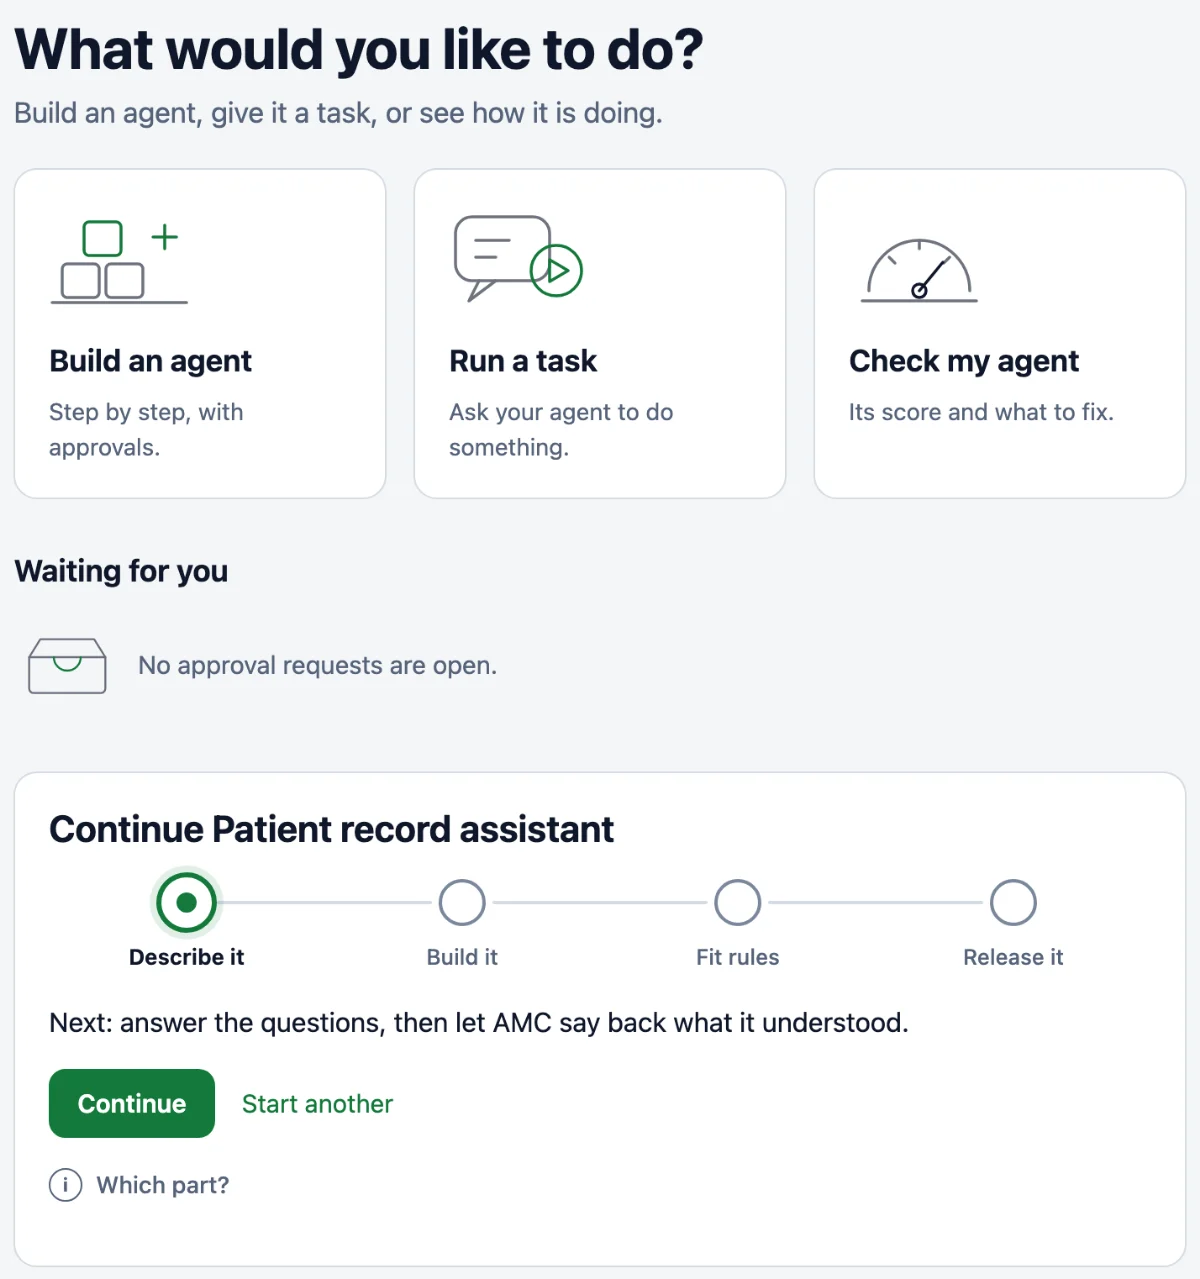 What would you like to do?
Build an agent, give it a task, or see how it is doing.
Build an agent
Step by step, with
approvals.
Run a task
Ask your agent to do
something.
Check my agent
Its score and what to fix.
Waiting for you
No approval requests are open.
Continue Patient record assistant
Describe it
Build it
Fit rules
Release it
Next: answer the questions, then let AMC say back what it understood.
Continue
Start another
Which part?